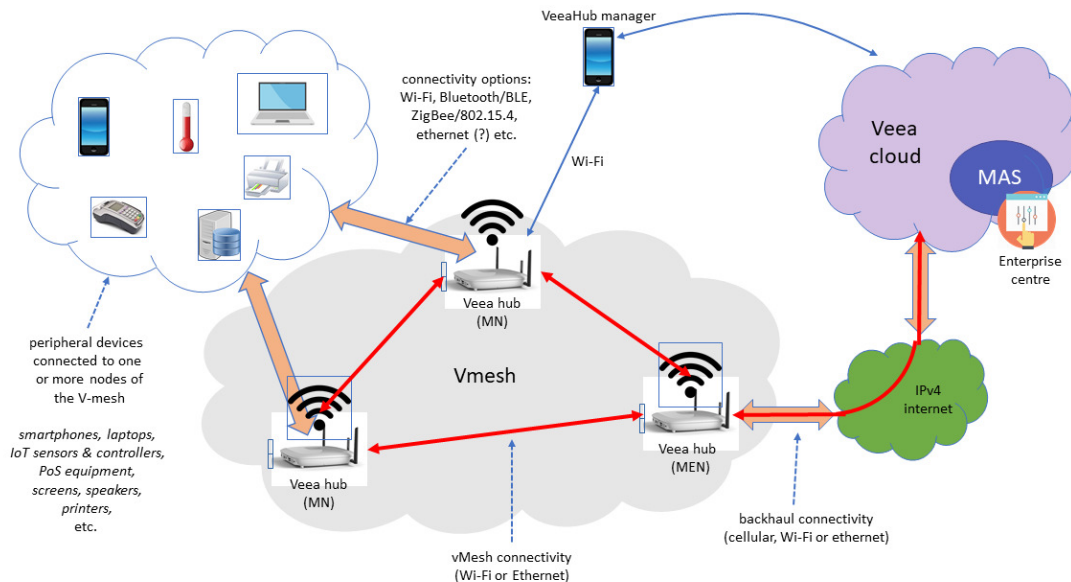 VeeaHub manager
connectivity options:
Wi-Fi, Bluetooth/BLE,
ZigBee/802.15.4,
ethernet (?) etc.
Wi-Fi
Veea
cloud
MAS
Enterprise
centre
Veea hub
(MN)
peripheral devices
connected to one
or more nodes of
the V-mesh
smartphones, laptops,
IoT sensors & controllers,
PoS equipment,
screens, speakers,
printers,
etc.
Vmesh
IPv4
internet
Veea hub
(MN)
Veea hub
(MEN)
vMesh connectivity
(Wi-Fi or Ethernet)
backhaul connectivity
(cellular, Wi-Fi or ethernet)